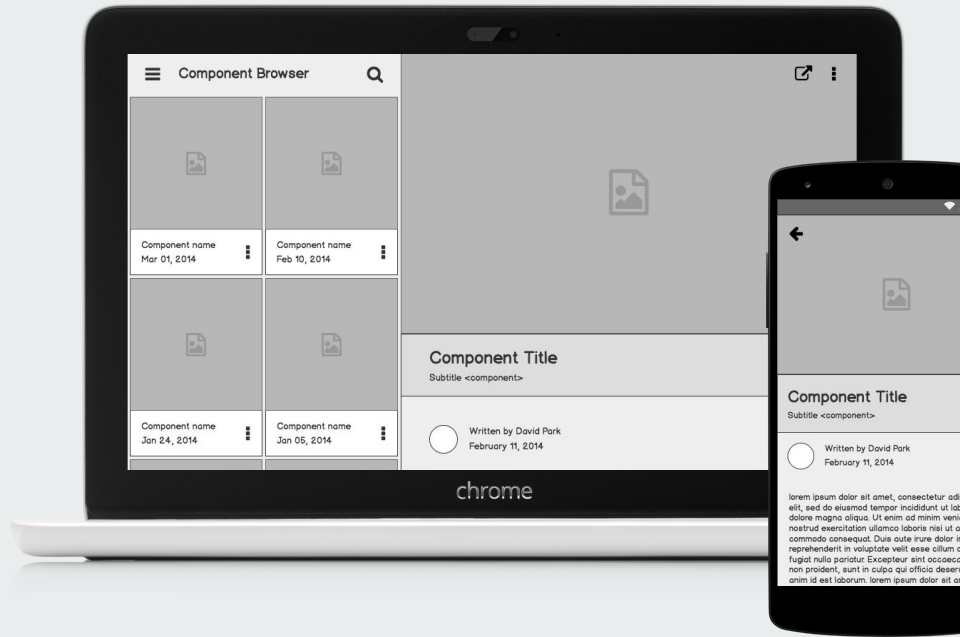 Component Browser
Component name
Mar 01, 2014
Component name
Feb 10, 2014
Component name
Jan 24, 2014
Component name
Jan 05, 2014
Component Title
Subtitle <component>
Written by David Park
February 11, 2014
chrome
Component Title
Subtitle <component>
Written by David Park
February 11, 2014
lorem ipsum dolor sit amet, consectetur adi
elit, sed do eiusmod tempor incididunt ut lab
dolore magna aliqua. Ut enim ad minim veni
nostrud exercitation ullamco laboris nisi ut a
commodo consequat. Duis aute irure dolor i
reprehenderit in voluptate velit esse cillum
fugiat nulla pariatur. Excepteur sint occaec
non proident, sunt in culpa qui officia deser
anim id est laborum. lorem ipsum dolor sit a